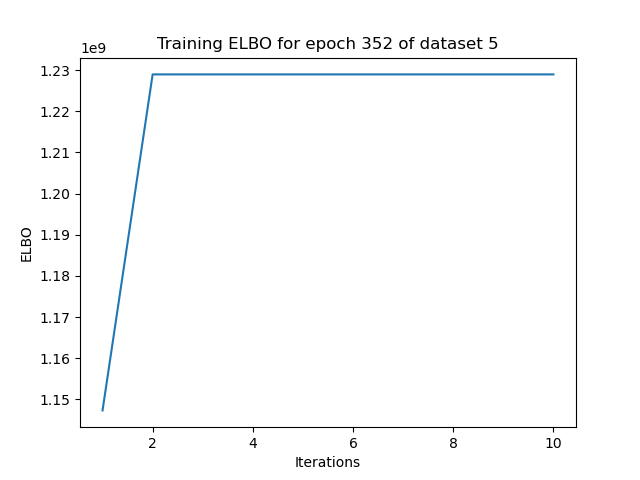 Training ELBO for epoch 352 of dataset 5
1e9
1.23
1.22
1.21
1.20
1.19
1.18
1.17
1.16
1.15
ELBO
2 4 6 8 10
Iterations